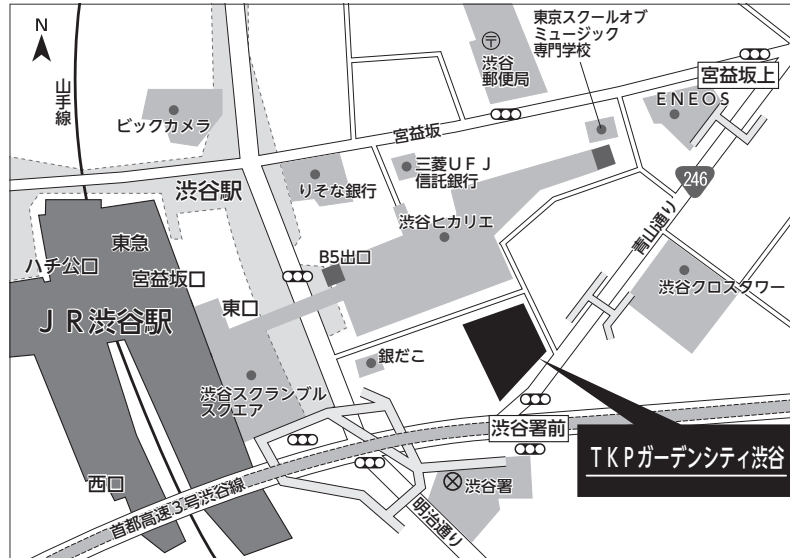 N
山手線
ビックカメラ
〒
渋谷
郵便局
東京スクールオブ
ミュージック
専門学校
宮益坂上
ENEOS
宮益坂
246
青山通り
渋谷駅
りそな銀行
三菱UFJ
信託銀行
渋谷ヒカリエ
B5出口
東急
ハチ公口
宮益坂口
東口
JR渋谷駅
渋谷クロスタワー
銀だこ
渋谷スクランブル
スクエア
渋谷署前
TKPガーデンシティ渋谷
西口
首都高速3号渋谷線
渋谷署
明治通り